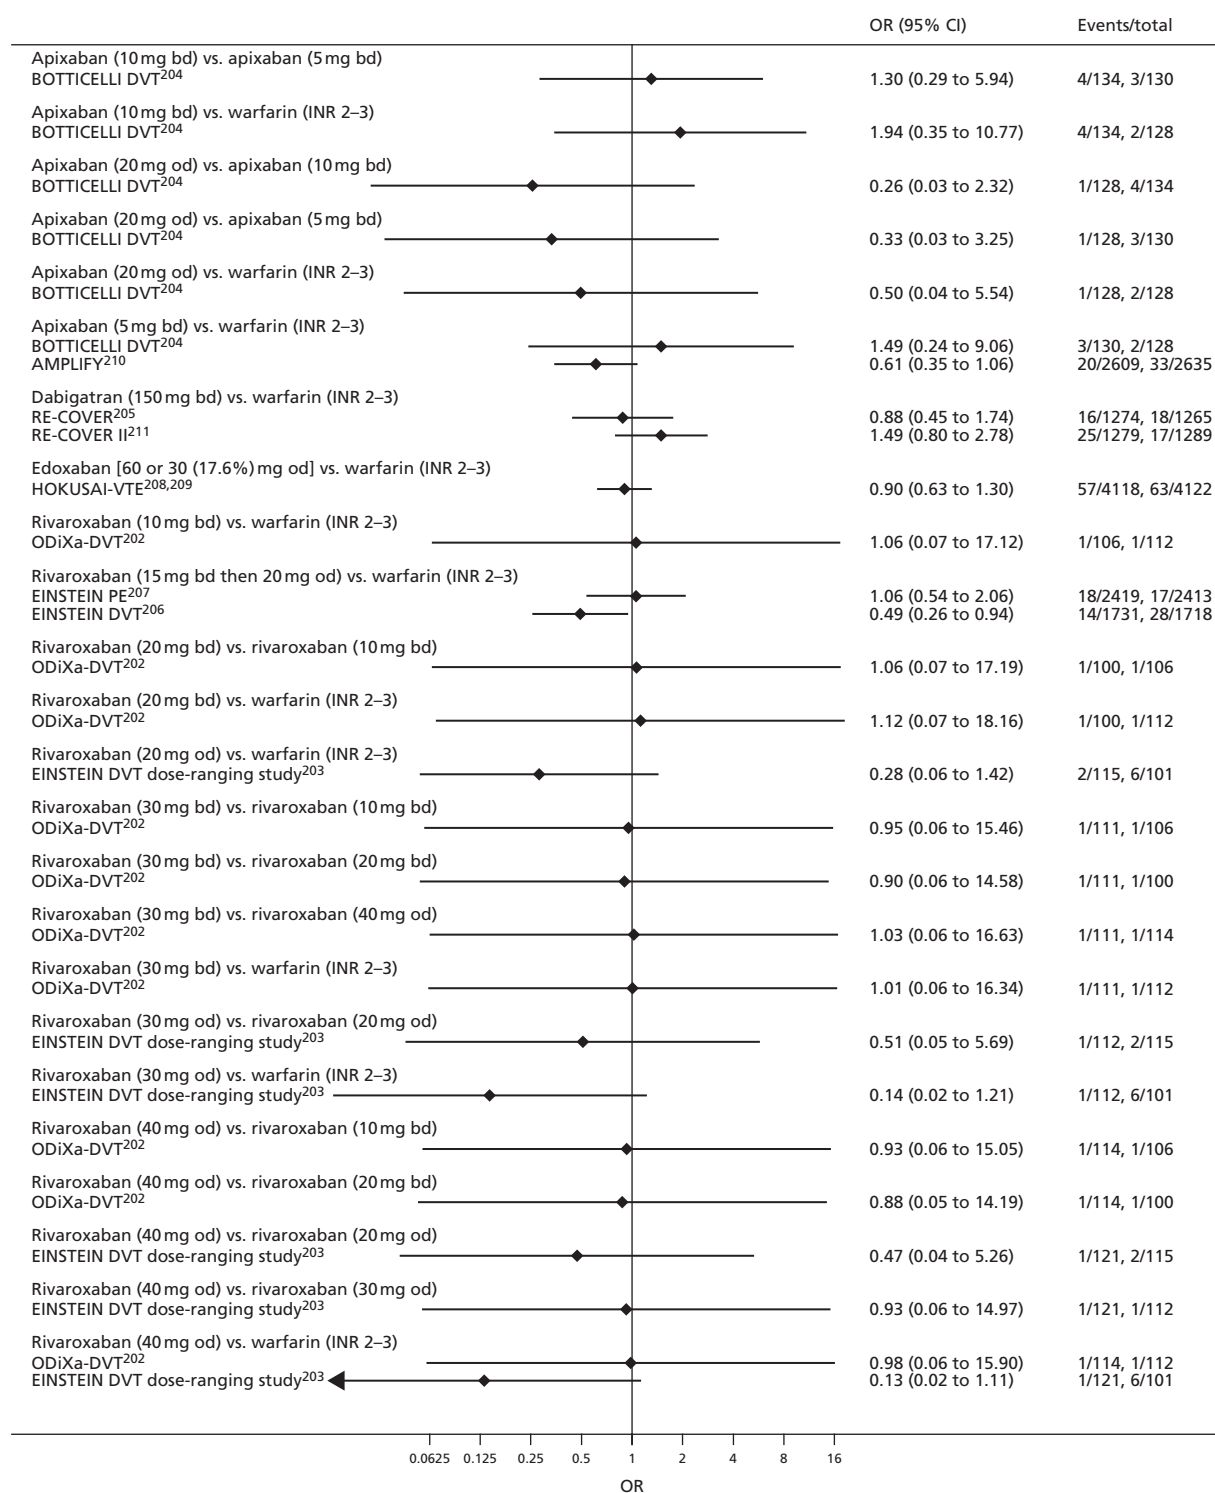 OR (95% CI) Events/total
Apixaban (10 mg bd) vs. apixaban (5 mg bd)
BOTTICELLI DVT204 1.30 (0.29 to 5.94) 4/134, 3/130
Apixaban (10 mg bd) vs. warfarin (INR 2–3)
BOTTICELLI DVT204 1.94 (0.35 to 10.77) 4/134, 2/128
Apixaban (20 mg od) vs. apixaban (10 mg bd)
BOTTICELLI DVT204 0.26 (0.03 to 2.32) 1/128, 4/134
Apixaban (20 mg od) vs. apixaban (5 mg bd)
BOTTICELLI DVT204 0.33 (0.03 to 3.25) 1/128, 3/130
Apixaban (20 mg od) vs. warfarin (INR 2–3)
BOTTICELLI DVT204 0.50 (0.04 to 5.54) 1/128, 2/128
Apixaban (5 mg bd) vs. warfarin (INR 2–3)
BOTTICELLI DVT204 1.49 (0.24 to 9.06) 3/130, 2/128
AMPLIFY210 0.61 (0.35 to 1.06) 20/2609, 33/2635
Dabigatran (150 mg bd) vs. warfarin (INR 2–3)
RE-COVER205 0.88 (0.45 to 1.74) 16/1274, 18/1265
RE-COVER II211 1.49 (0.80 to 2.78) 25/1279, 17/1289
Edoxaban [60 or 30 (17.6%) mg od] vs. warfarin (INR 2–3)
HOKUSAI-VTE208,209 0.90 (0.63 to 1.30) 57/4118, 63/4122
Rivaroxaban (10 mg bd) vs. warfarin (INR 2–3)
ODiXa-DVT202 1.06 (0.07 to 17.12) 1/106, 1/112
Rivaroxaban (15 mg bd then 20 mg od) vs. warfarin (INR 2–3)
EINSTEIN PE207 1.06 (0.54 to 2.06) 18/2419, 17/2413
EINSTEIN DVT206 0.49 (0.26 to 0.94) 14/1731, 28/1718
Rivaroxaban (20 mg bd) vs. rivaroxaban (10 mg bd)
ODiXa-DVT202 1.06 (0.07 to 17.19) 1/100, 1/106
Rivaroxaban (20 mg bd) vs. warfarin (INR 2–3)
ODiXa-DVT202 1.12 (0.07 to 18.16) 1/100, 1/112
Rivaroxaban (20 mg od) vs. warfarin (INR 2–3)
EINSTEIN DVT dose-ranging study203 0.28 (0.06 to 1.42) 2/115, 6/101
Rivaroxaban (30 mg bd) vs. rivaroxaban (10 mg bd)
ODiXa-DVT202 0.95 (0.06 to 15.46) 1/111, 1/106
Rivaroxaban (30 mg bd) vs. rivaroxaban (20 mg bd)
ODiXa-DVT202 0.90 (0.06 to 14.58) 1/111, 1/100
Rivaroxaban (30 mg bd) vs. rivaroxaban (40 mg od)
ODiXa-DVT202 1.03 (0.06 to 16.63) 1/111, 1/114
Rivaroxaban (30 mg bd) vs. warfarin (INR 2–3)
ODiXa-DVT202 1.01 (0.06 to 16.34) 1/111, 1/112
Rivaroxaban (30 mg od) vs. rivaroxaban (20 mg od)
EINSTEIN DVT dose-ranging study203 0.51 (0.05 to 5.69) 1/112, 2/115
Rivaroxaban (30 mg od) vs. warfarin (INR 2–3)
EINSTEIN DVT dose-ranging study203 0.14 (0.02 to 1.21) 1/112, 6/101
Rivaroxaban (40 mg od) vs. rivaroxaban (10 mg bd)
ODiXa-DVT202 0.93 (0.06 to 15.05) 1/114, 1/106
Rivaroxaban (40 mg od) vs. rivaroxaban (20 mg bd)
ODiXa-DVT202 0.88 (0.05 to 14.19) 1/114, 1/100
Rivaroxaban (40 mg od) vs. rivaroxaban (20 mg od)
EINSTEIN DVT dose-ranging study203 0.47 (0.04 to 5.26) 1/121, 2/115
Rivaroxaban (40 mg od) vs. rivaroxaban (30 mg od)
EINSTEIN DVT dose-ranging study203 0.93 (0.06 to 14.97) 1/121, 1/112
Rivaroxaban (40 mg od) vs. warfarin (INR 2–3)
ODiXa-DVT202 0.98 (0.06 to 15.90) 1/114, 1/112
EINSTEIN DVT dose-ranging study203 0.13 (0.02 to 1.11) 1/121, 6/101
0.0625 0.125 0.25 0.5 1 2 4 8 16
OR